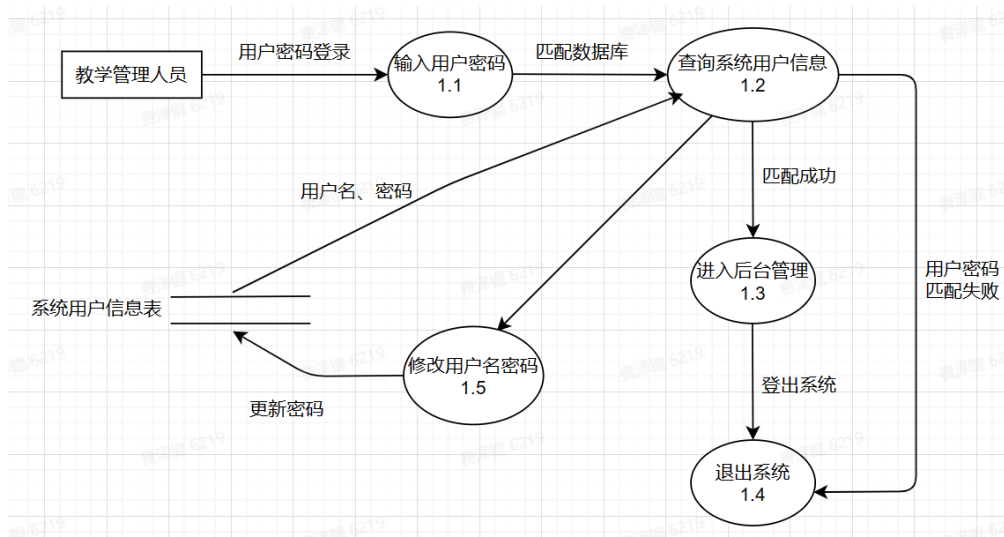 用户密码登录
匹配数据库
教学管理人员
输入用户密码
1.1
查询系统用户信息
1.2
用户名、密码
匹配成功
进入后台管理
1.3
用户密码
匹配失败
系统用户信息表
修改用户名密码
1.5
更新密码
登出系统
退出系统
1.4